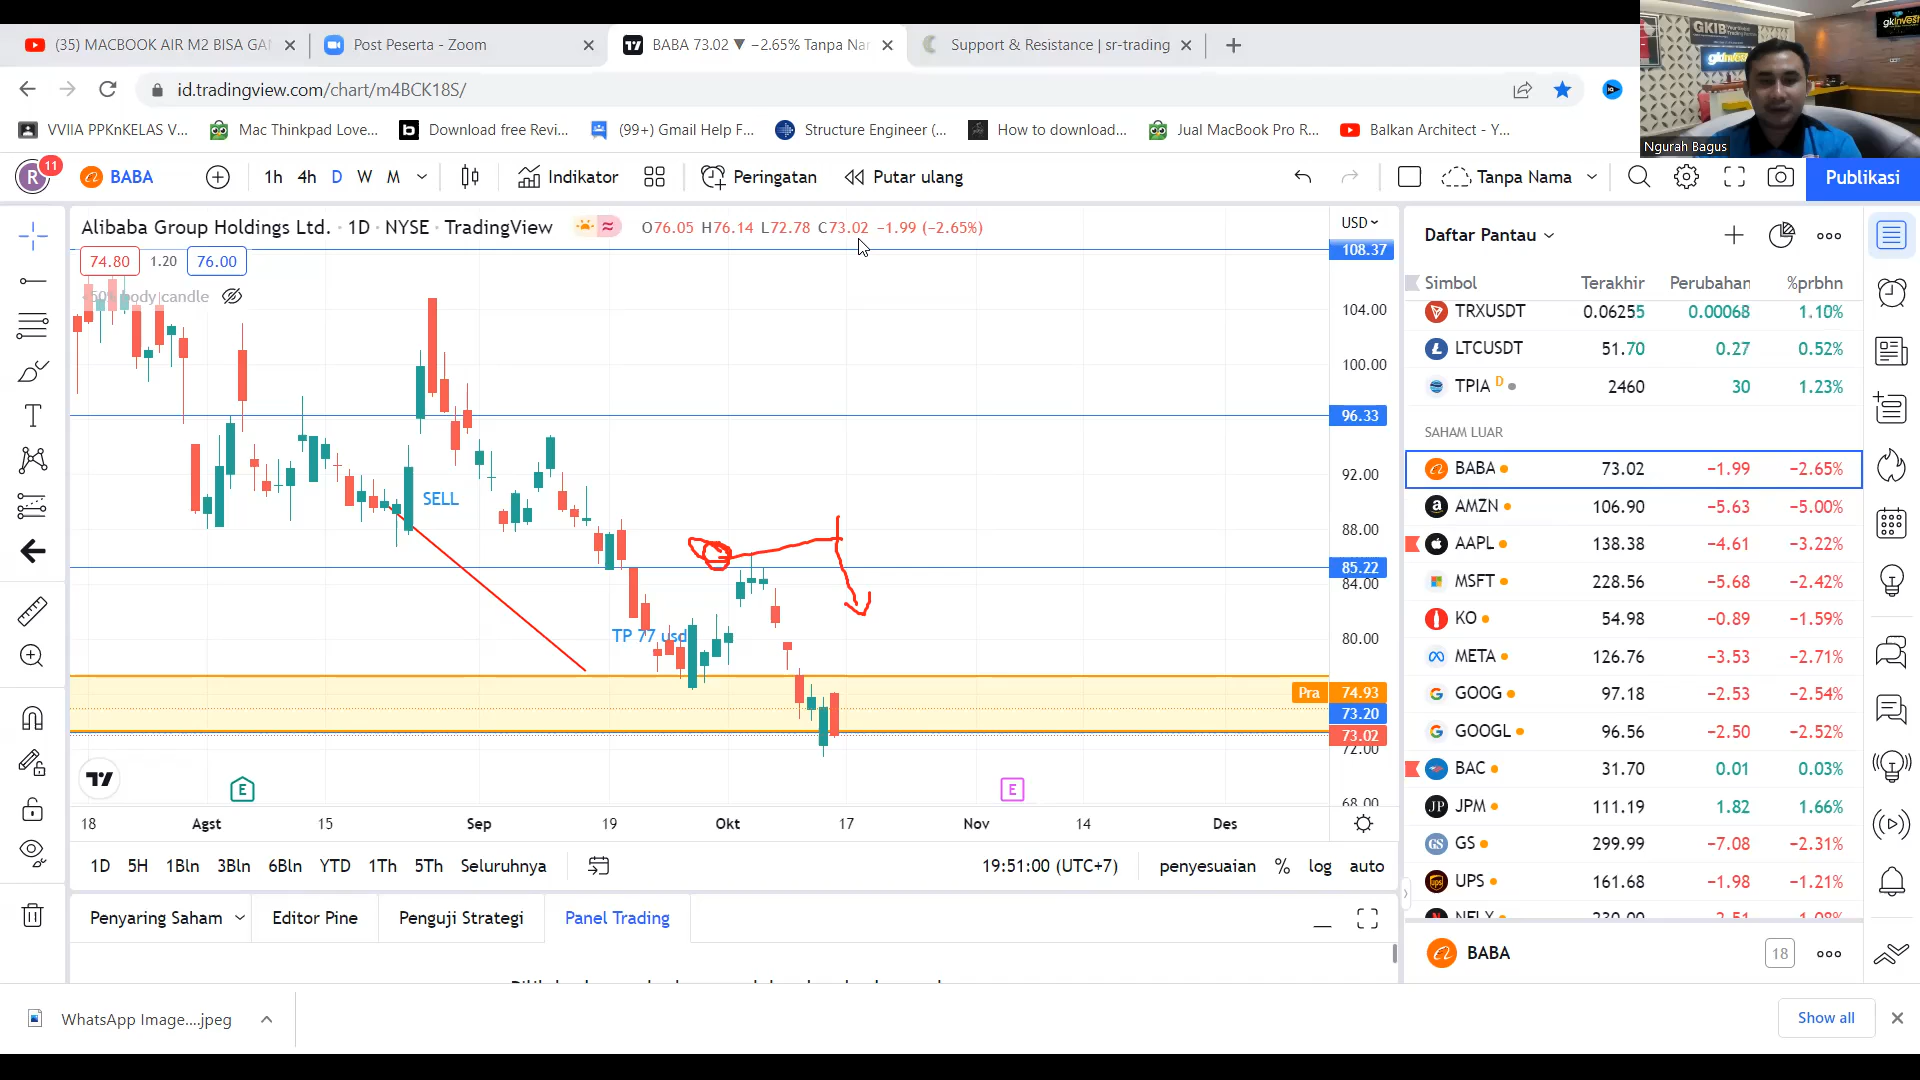 (35) MACBOOK AIR M2 BISA GA
Post Peserta - Zoom
BABA 73.02 ▼ −2.65% Tanpa Na
Support & Resistance | sr-trading
id.tradingview.com/chart/m4BCK18S/
VVIIA PPKnKELAS V...
Mac Thinkpad Love...
Download free Revi...
(99+) Gmail Help F...
Structure Engineer (...
How to download...
Jual MacBook Pro R...
Balkan Architect - Y...
Ngurah Bagus
R 11
BABA
1h 4h D W M
Indikator
Peringatan
Putar ulang
Tanpa Nama
Publikasi
Alibaba Group Holdings Ltd. · 1D · NYSE · TradingView
O76.05 H76.14 L72.78 C73.02 −1.99 (−2.65%)
74.80 1.20 76.00
body candle
SELL
TP 77 usd
USD
108.37
104.00
100.00
96.33
92.00
88.00
85.22
84.00
80.00
Pra 74.93
73.20
73.02
72.00
68.00
E
E
18 Agst 15 Sep 19 Okt 17 Nov 14 Des
1D 5H 1Bln 3Bln 6Bln YTD 1Th 5Th Seluruhnya
19:51:00 (UTC+7)
penyesuaian % log auto
Penyaring Saham
Editor Pine
Penguji Strategi
Panel Trading
Daftar Pantau
Simbol Terakhir Perubahan %prbhn
TRXUSDT 0.06255 0.00068 1.10%
LTCUSDT 51.70 0.27 0.52%
TPIA D 2460 30 1.23%
SAHAM LUAR
BABA 73.02 −1.99 −2.65%
AMZN 106.90 −5.63 −5.00%
AAPL 138.38 −4.61 −3.22%
MSFT 228.56 −5.68 −2.42%
KO 54.98 −0.89 −1.59%
META 126.76 −3.53 −2.71%
GOOG 97.18 −2.53 −2.54%
GOOGL 96.56 −2.50 −2.52%
BAC 31.70 0.01 0.03%
JPM 111.19 1.82 1.66%
GS 299.99 −7.08 −2.31%
UPS 161.68 −1.98 −1.21%
NFLX
BABA
18
WhatsApp Image....jpeg
Show all